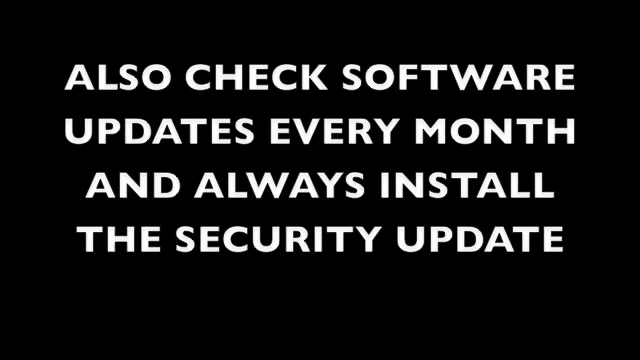 ALSO CHECK SOFTWARE
UPDATES EVERY MONTH
AND ALWAYS INSTALL
THE SECURITY UPDATE